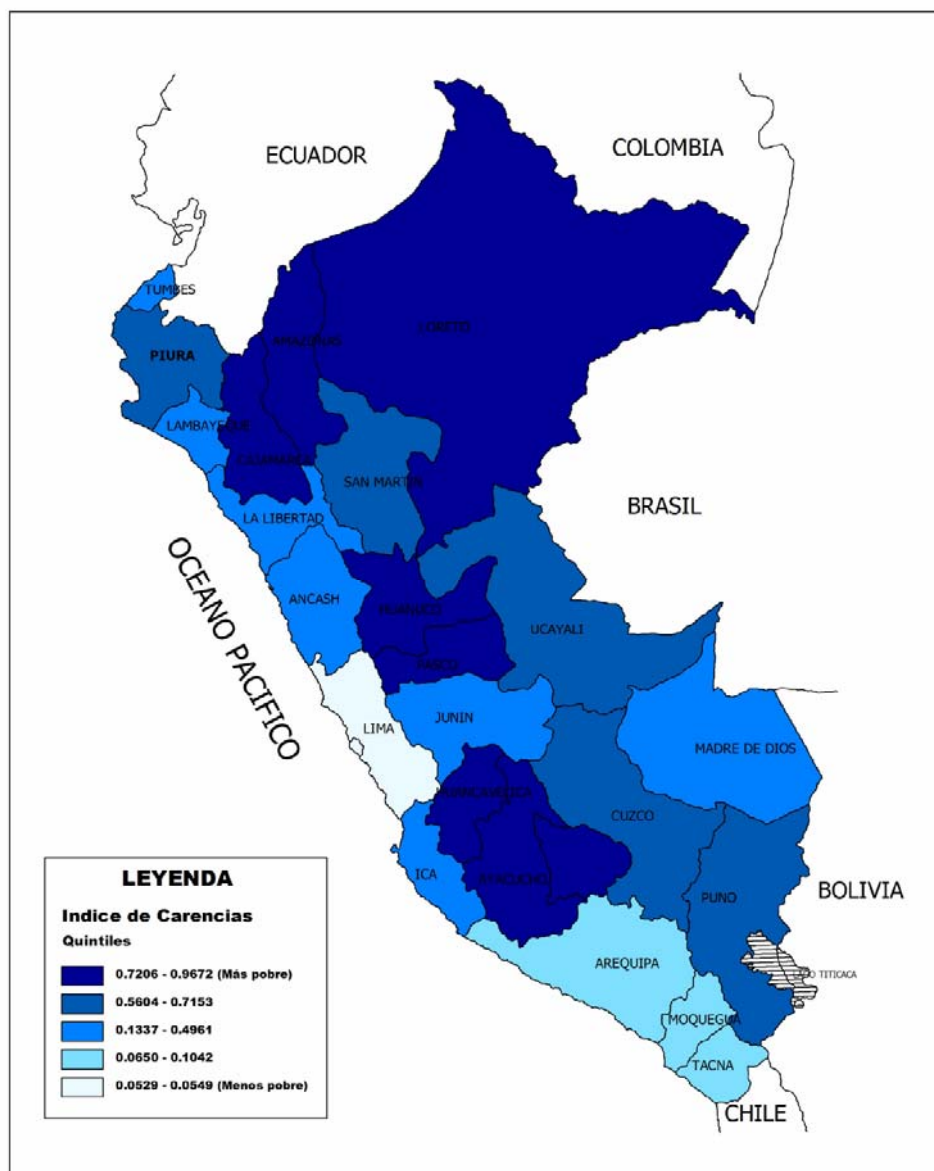 ECUADOR
COLOMBIA
TUMBES
AMAZONAS
LORETO
PIURA
LAMBAYEQUE
CAJAMARCA
SAN MARTIN
LA LIBERTAD
BRASIL
OCEANO PACIFICO
ANCASH
HUANUCO
UCAYALI
PASCO
LIMA
JUNIN
MADRE DE DIOS
HUANCAVELICA
CUZCO
ICA
AYACUCHO
PUNO
BOLIVIA
AREQUIPA
TITICACA
MOQUEGUA
TACNA
CHILE
LEYENDA
Indice de Carencias
Quintiles
0.7206 - 0.9672 (Más pobre)
0.5604 - 0.7153
0.1337 - 0.4961
0.0650 - 0.1042
0.0529 - 0.0549 (Menos pobre)